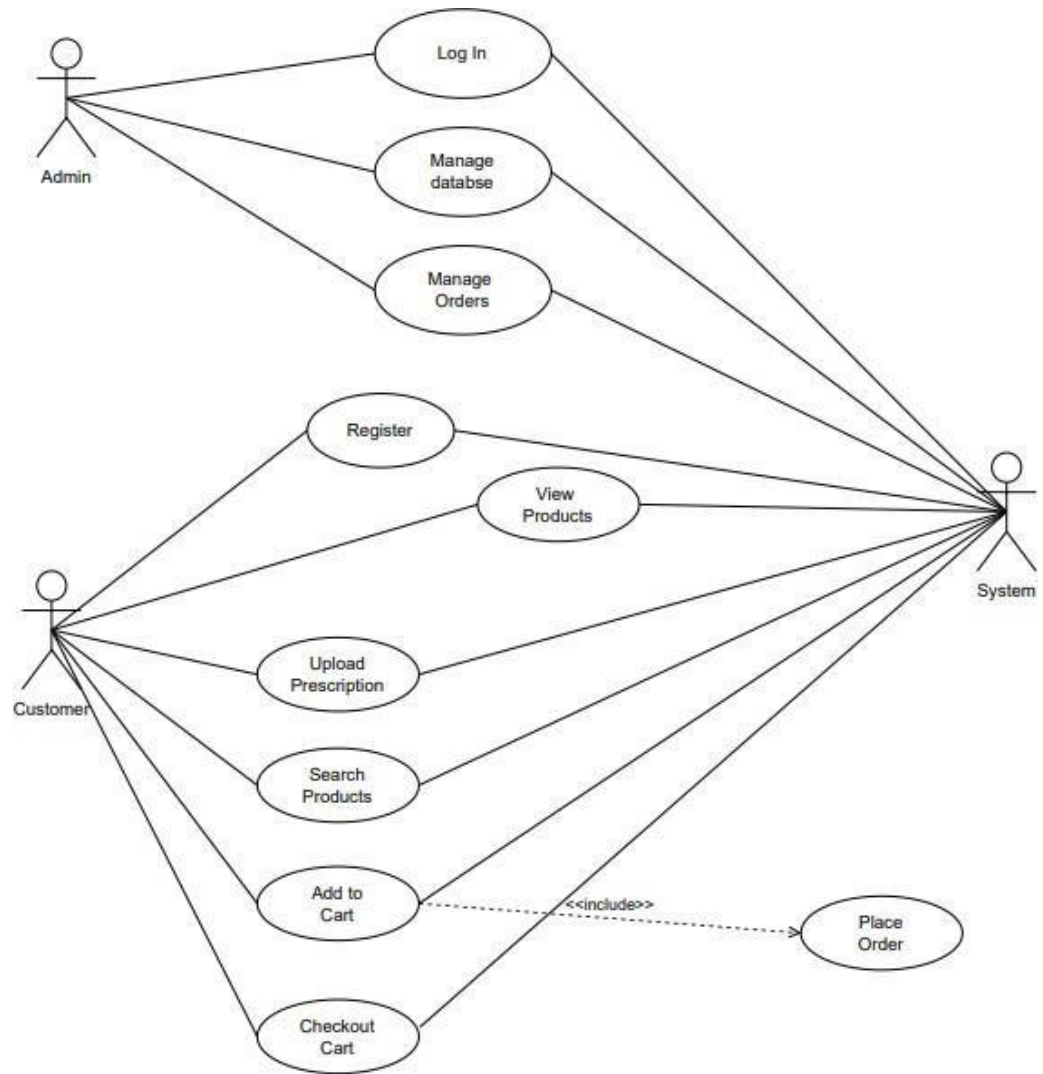 Log In
Admin
Manage
databse
Manage
Orders
Register
View
Products
System
Upload
Prescription
Customer
Search
Products
Add to
Cart
<<include>>
Place
Order
Checkout
Cart